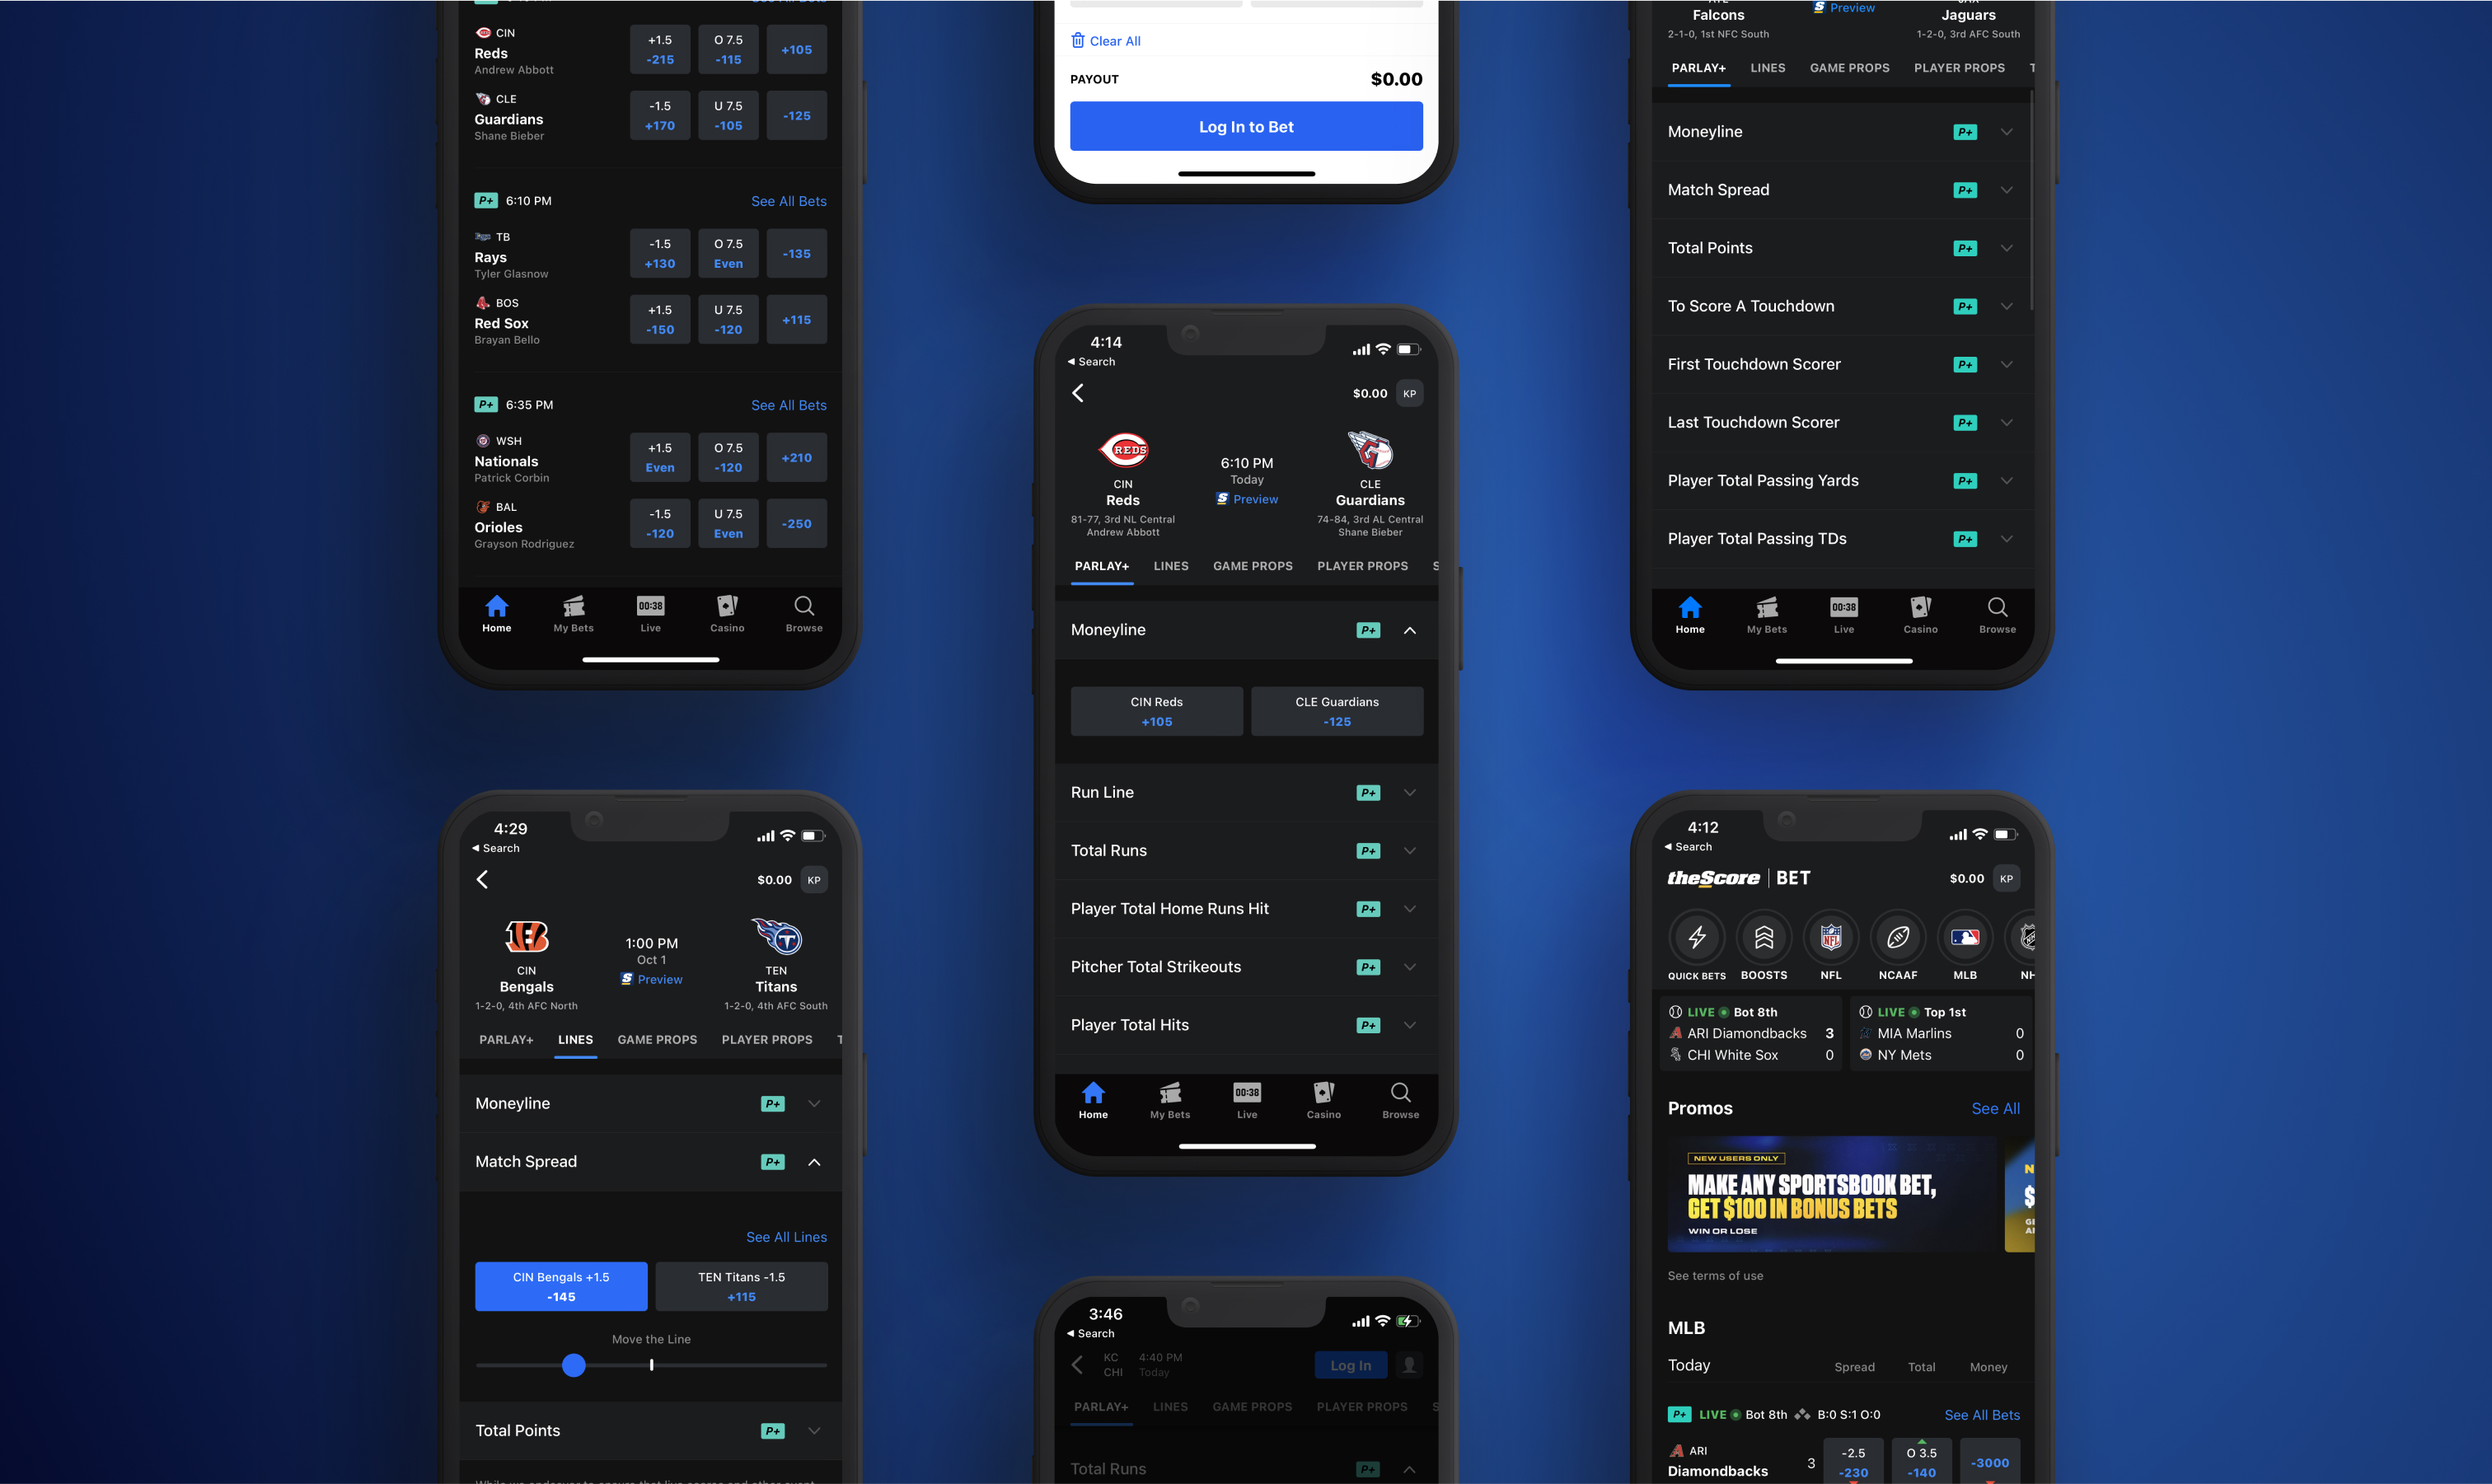 See All Bets
CIN
Reds
Andrew Abbott
+1.5
-215
O 7.5
-115
+105
CLE
Guardians
Shane Bieber
-1.5
+170
U 7.5
-105
-125
P+ 6:10 PM
See All Bets
TB
Rays
Tyler Glasnow
-1.5
+130
O 7.5
Even
-135
BOS
Red Sox
Brayan Bello
+1.5
-150
U 7.5
-120
+115
P+ 6:35 PM
See All Bets
WSH
Nationals
Patrick Corbin
+1.5
Even
O 7.5
-120
+210
BAL
Orioles
Grayson Rodriguez
-1.5
-120
U 7.5
Even
-250
00:38
Home My Bets Live Casino Browse
4:29
Search
$0.00 KP
CIN
Bengals
1-2-0, 4th AFC North
1:00 PM
Oct 1
Preview
TEN
Titans
1-2-0, 4th AFC South
PARLAY+ LINES GAME PROPS PLAYER PROPS T
Moneyline P+
Match Spread P+
See All Lines
CIN Bengals +1.5
-145
TEN Titans -1.5
+115
Move the Line
Total Points P+
Clear All
PAYOUT $0.00
Log In to Bet
4:14
Search
$0.00 KP
REDS
CIN
Reds
81-77, 3rd NL Central
Andrew Abbott
6:10 PM
Today
Preview
CLE
Guardians
74-84, 3rd AL Central
Shane Bieber
PARLAY+ LINES GAME PROPS PLAYER PROPS S
Moneyline P+
CIN Reds
+105
CLE Guardians
-125
Run Line P+
Total Runs P+
Player Total Home Runs Hit P+
Pitcher Total Strikeouts P+
Player Total Hits P+
00:38
Home My Bets Live Casino Browse
3:46
Search
KC
CHI
4:40 PM
Today
Log In
PARLAY+ LINES GAME PROPS PLAYER PROPS S
Total Runs P+
Falcons
2-1-0, 1st NFC South
Preview
Jaguars
1-2-0, 3rd AFC South
PARLAY+ LINES GAME PROPS PLAYER PROPS T
Moneyline P+
Match Spread P+
Total Points P+
To Score A Touchdown P+
First Touchdown Scorer P+
Last Touchdown Scorer P+
Player Total Passing Yards P+
Player Total Passing TDs P+
00:38
Home My Bets Live Casino Browse
4:12
Search
theScore BET
$0.00 KP
NFL
QUICK BETS BOOSTS NFL NCAAF MLB NH
LIVE Bot 8th
ARI Diamondbacks 3
CHI White Sox 0
LIVE Top 1st
MIA Marlins 0
NY Mets 0
Promos See All
NEW USERS ONLY
MAKE ANY SPORTSBOOK BET,
GET $100 IN BONUS BETS
WIN OR LOSE
See terms of use
MLB
Today Spread Total Money
P+ LIVE Bot 8th B:0 S:1 O:0
See All Bets
ARI
Diamondbacks
3
-2.5
-230
O 3.5
-140
-3000